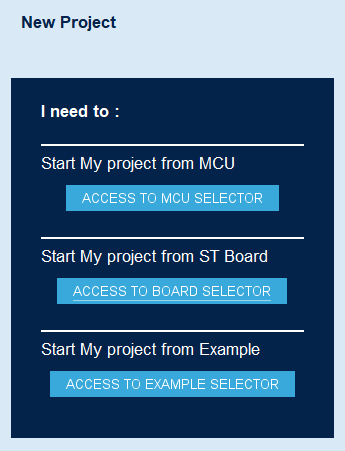 New Project
I need to :
Start My project from MCU
ACCESS TO MCU SELECTOR
Start My project from ST Board
ACCESS TO BOARD SELECTOR
Start My project from Example
ACCESS TO EXAMPLE SELECTOR